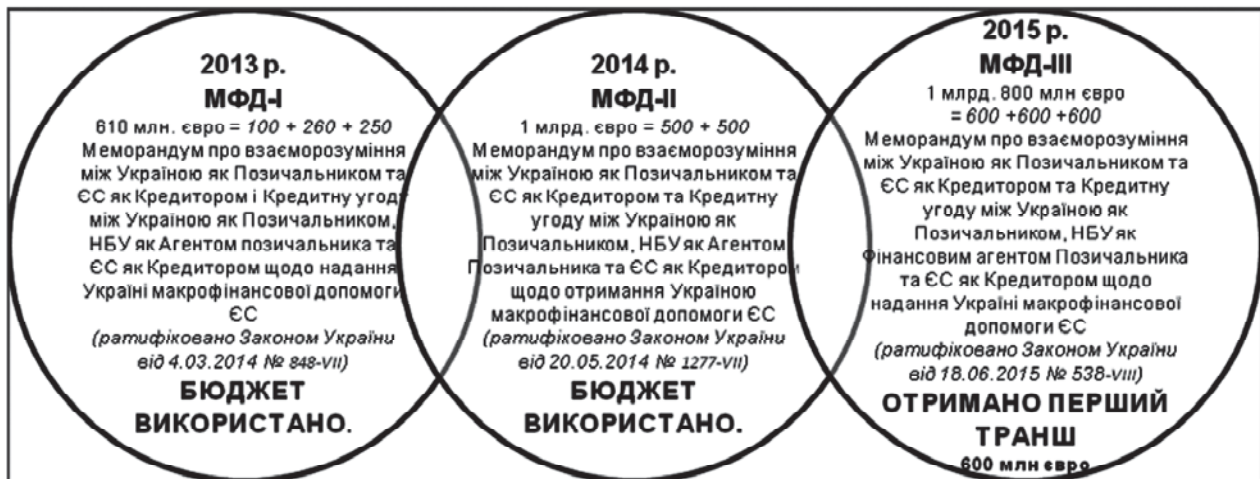 2013 р.
МФД-I
610 млн. євро = 100 + 260 + 250
Меморандум про взаєморозуміння
між Україною як Позичальником та
ЄС як Кредитором і Кредитну угоду
між Україною як Позичальником,
НБУ як Агентом позичальника та
ЄС як Кредитором щодо надання
Україні макрофінансової допомоги
ЄС
(ратифіковано Законом України
від 4.03.2014 № 848-VII)
БЮДЖЕТ
ВИКОРИСТАНО.
2014 р.
МФД-II
1 млрд. євро = 500 + 500
Меморандум про взаєморозуміння
між Україною як Позичальником та
ЄС як Кредитором та Кредитну
угоду між Україною як
Позичальником, НБУ як Агентом
Позичальника та ЄС як Кредитором
щодо отримання Україною
макрофінансової допомоги ЄС
(ратифіковано Законом України
від 20.05.2014 № 1277-VII)
БЮДЖЕТ
ВИКОРИСТАНО.
2015 р.
МФД-III
1 млрд. 800 млн євро
= 600 +600 +600
Меморандум про взаєморозуміння
між Україною як Позичальником та
ЄС як Кредитором та Кредитну
угоду між Україною як
Позичальником, НБУ як
Фінансовим агентом Позичальника
та ЄС як Кредитором щодо
надання Україні макрофінансової
допомоги ЄС
(ратифіковано Законом України
від 18.06.2015 № 538-VIII)
ОТРИМАНО ПЕРШИЙ
ТРАНШ
600 млн євро